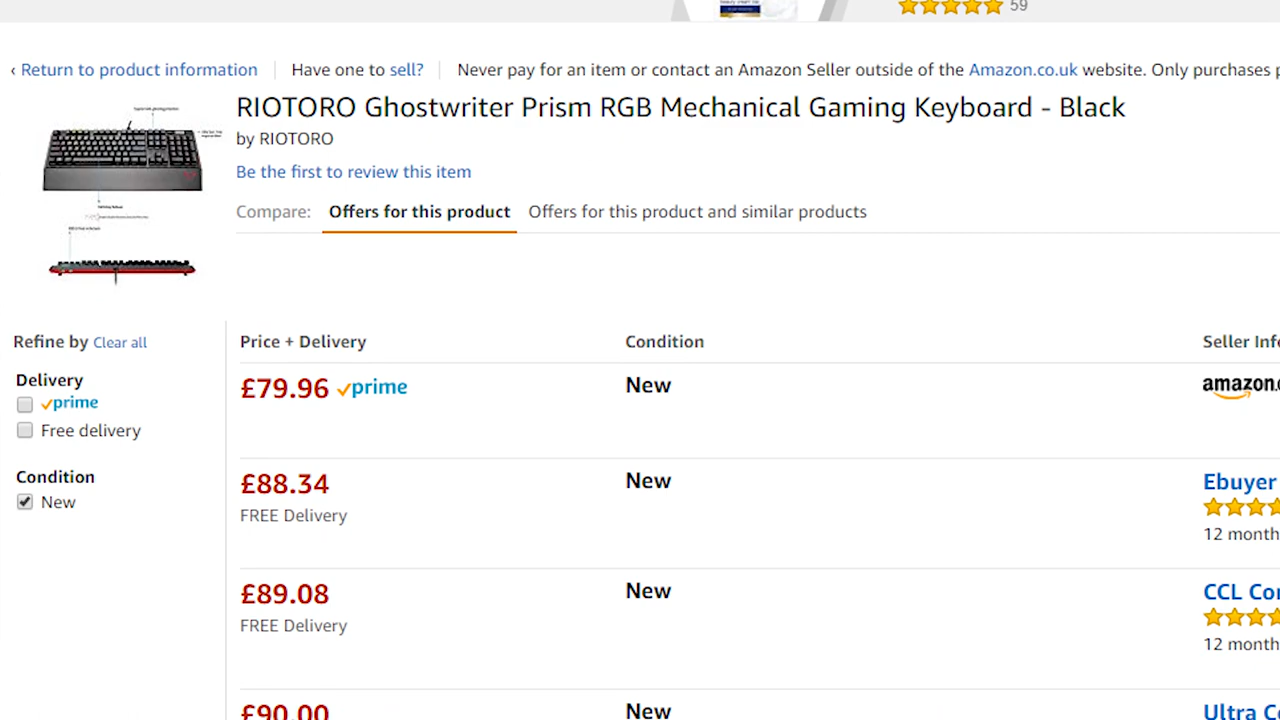 59
‹ Return to product information
Have one to sell?
Never pay for an item or contact an Amazon Seller outside of the Amazon.co.uk website. Only purchases
RIOTORO Ghostwriter Prism RGB Mechanical Gaming Keyboard - Black
by RIOTORO
Be the first to review this item
Compare: Offers for this product Offers for this product and similar products
Refine by Clear all
Price + Delivery
Condition
Seller Info
Delivery
prime
Free delivery
Condition
New
£79.96 prime
New
amazon.
£88.34
FREE Delivery
New
Ebuyer
12 month
£89.08
FREE Delivery
New
CCL Co
12 month
£90.00
New
Ultra C